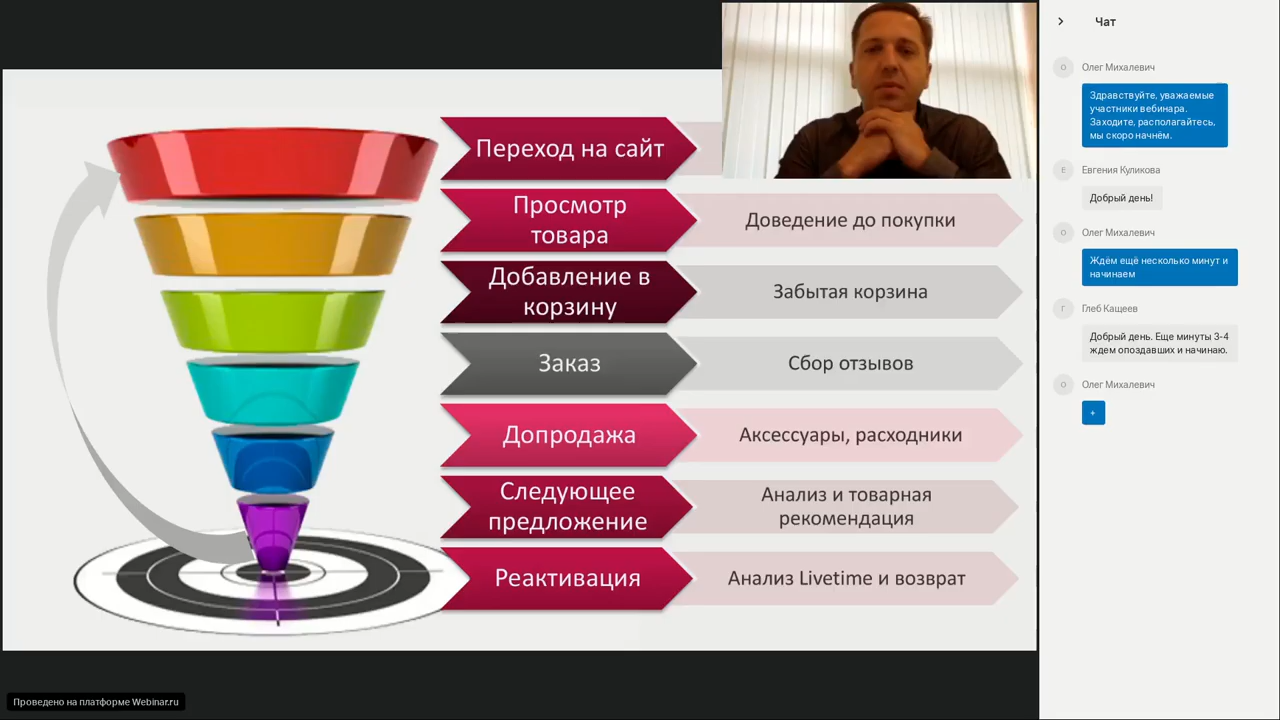 Переход на сайт
Просмотр
товара
Доведение до покупки
Добавление в
корзину
Забытая корзина
Заказ
Сбор отзывов
Допродажа
Аксессуары, расходники
Следующее
предложение
Анализ и товарная
рекомендация
Реактивация
Анализ Livetime и возврат
Проведено на платформе Webinar.ru
Чат
О
Олег Михалевич
Здравствуйте, уважаемые
участники вебинара.
Заходите, располагайтесь,
мы скоро начнём.
Е
Евгения Куликова
Добрый день!
О
Олег Михалевич
Ждём ещё несколько минут и
начинаем
Г
Глеб Кащеев
Добрый день. Еще минуты 3-4
ждем опоздавших и начинаю.
О
Олег Михалевич
+